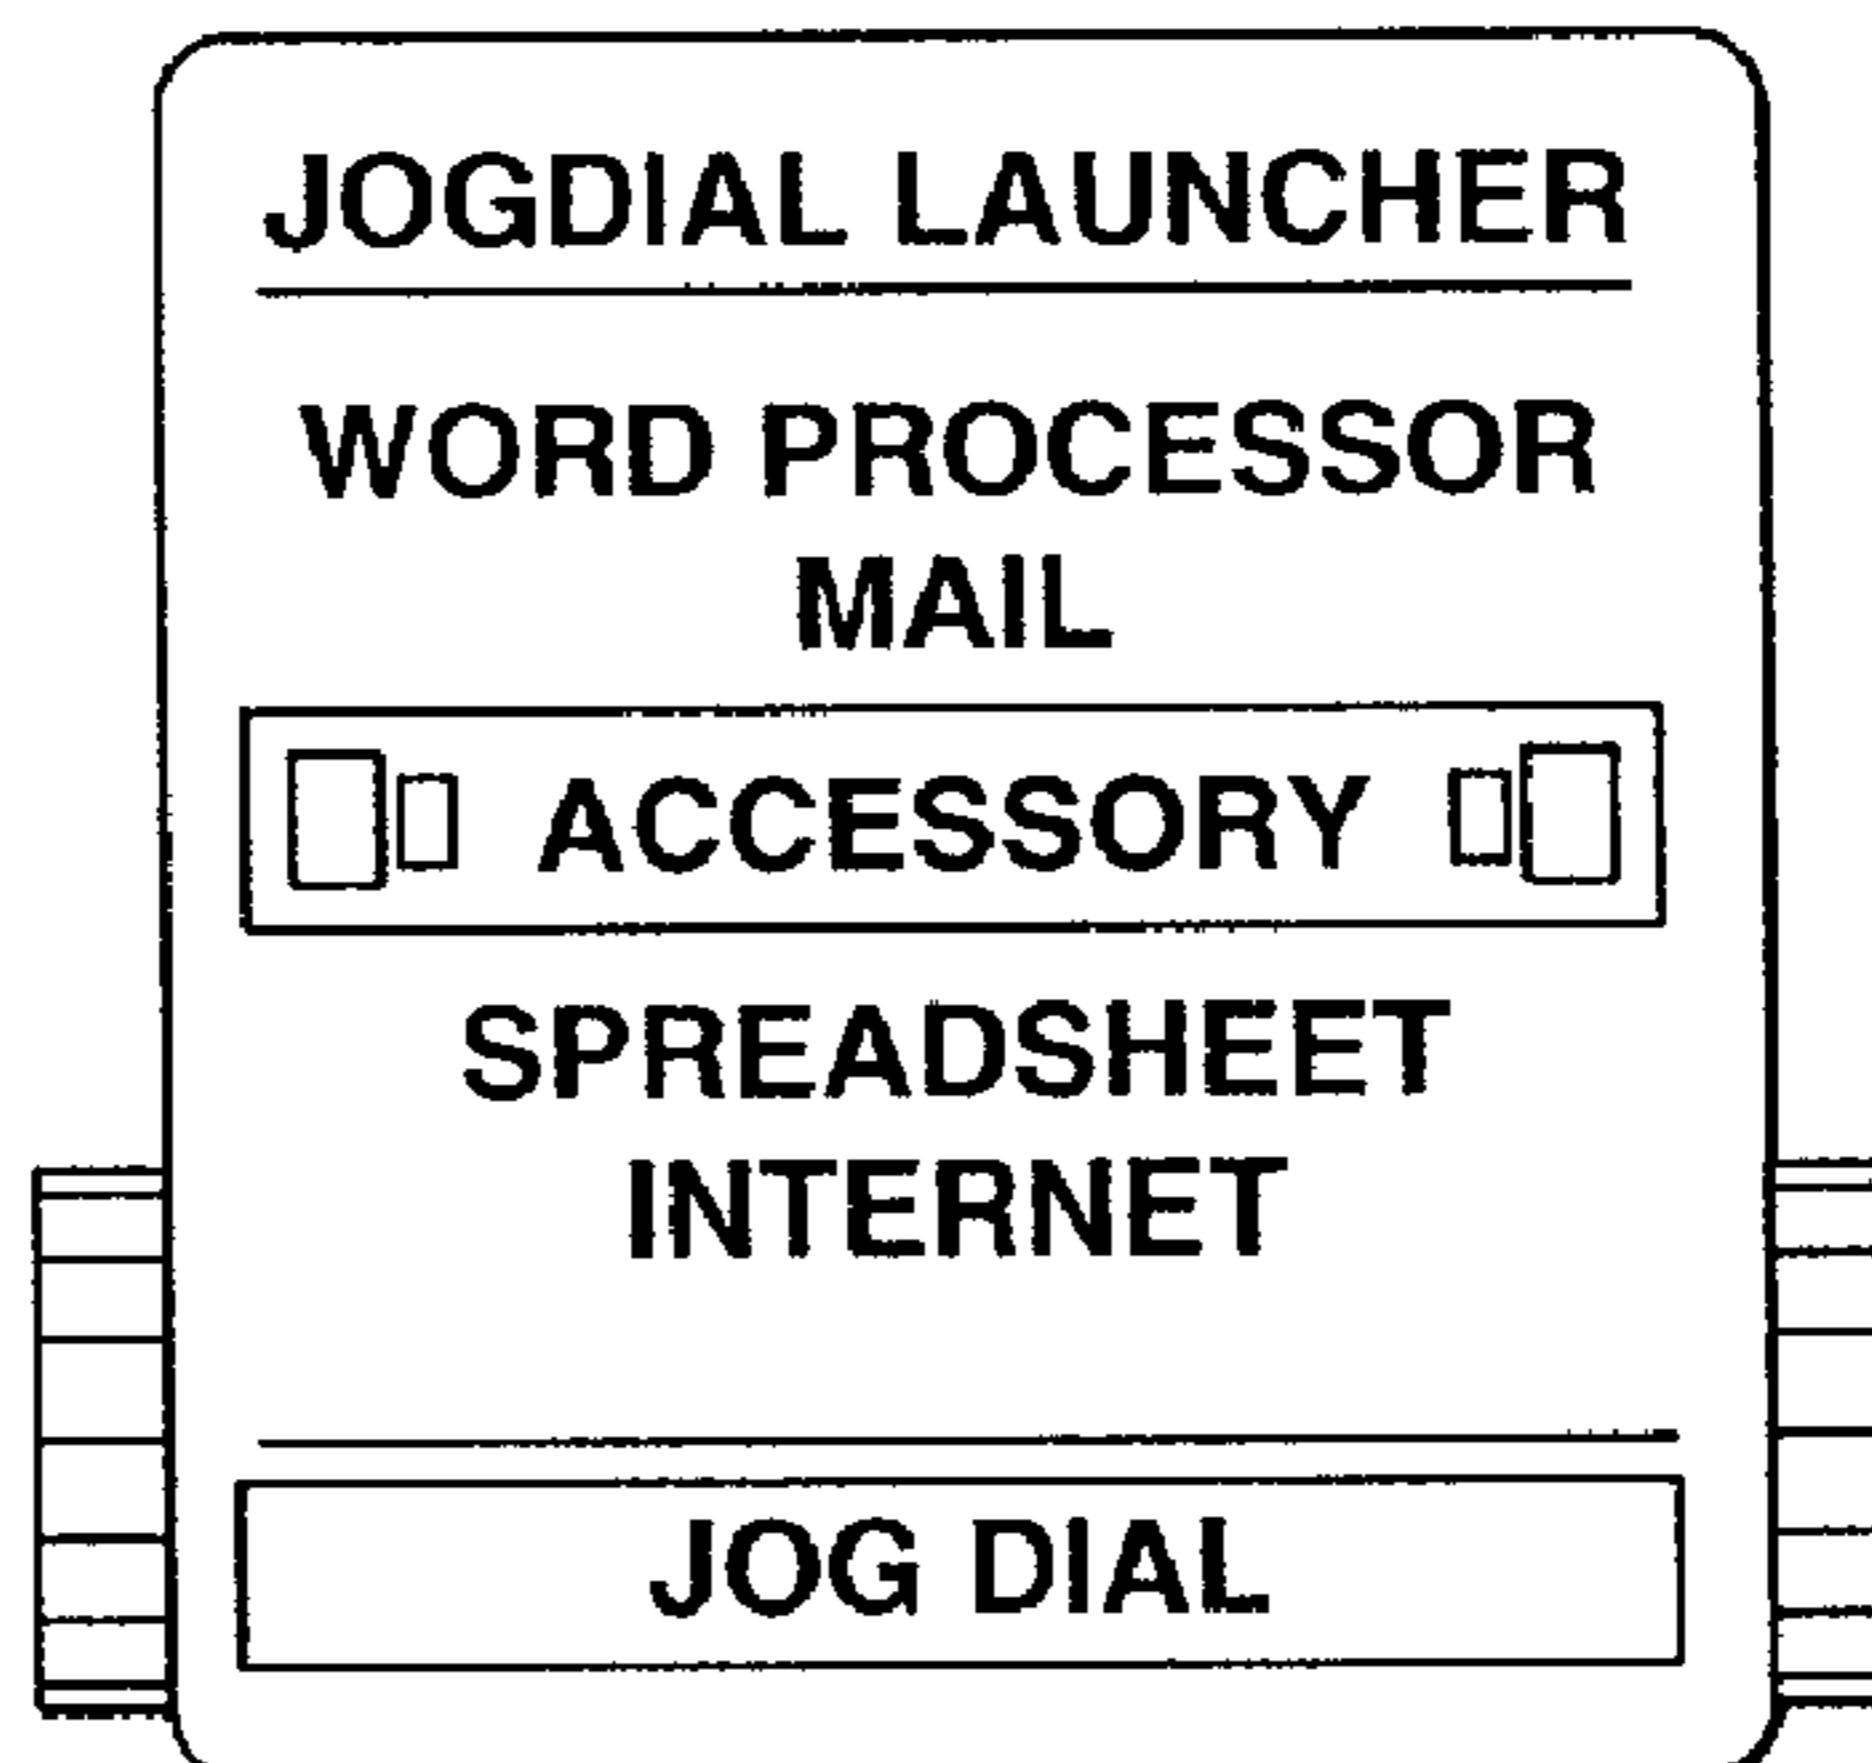 JOGDIAL LAUNCHER
WORD PROCESSOR
MAIL
ACCESSORY
SPREADSHEET
INTERNET
JOG DIAL